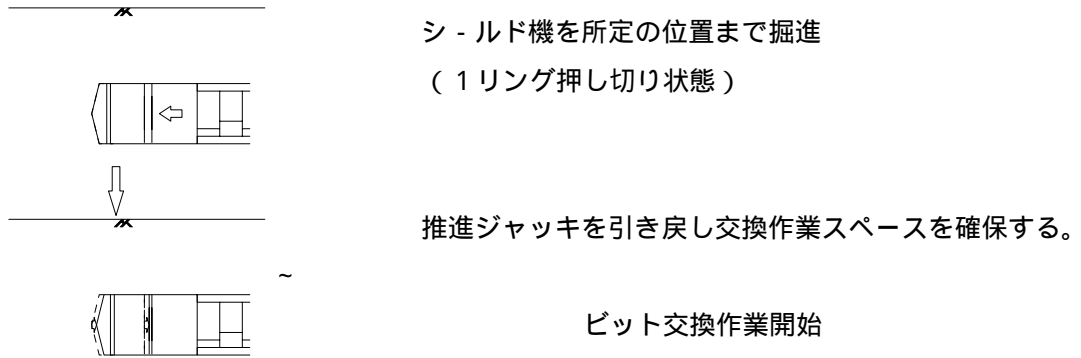 シ - ルド機を所定の位置まで掘進
( 1 リング押し切り状態 )
推進ジャッキを引き戻し交換作業スペースを確保する。
~
ビット交換作業開始